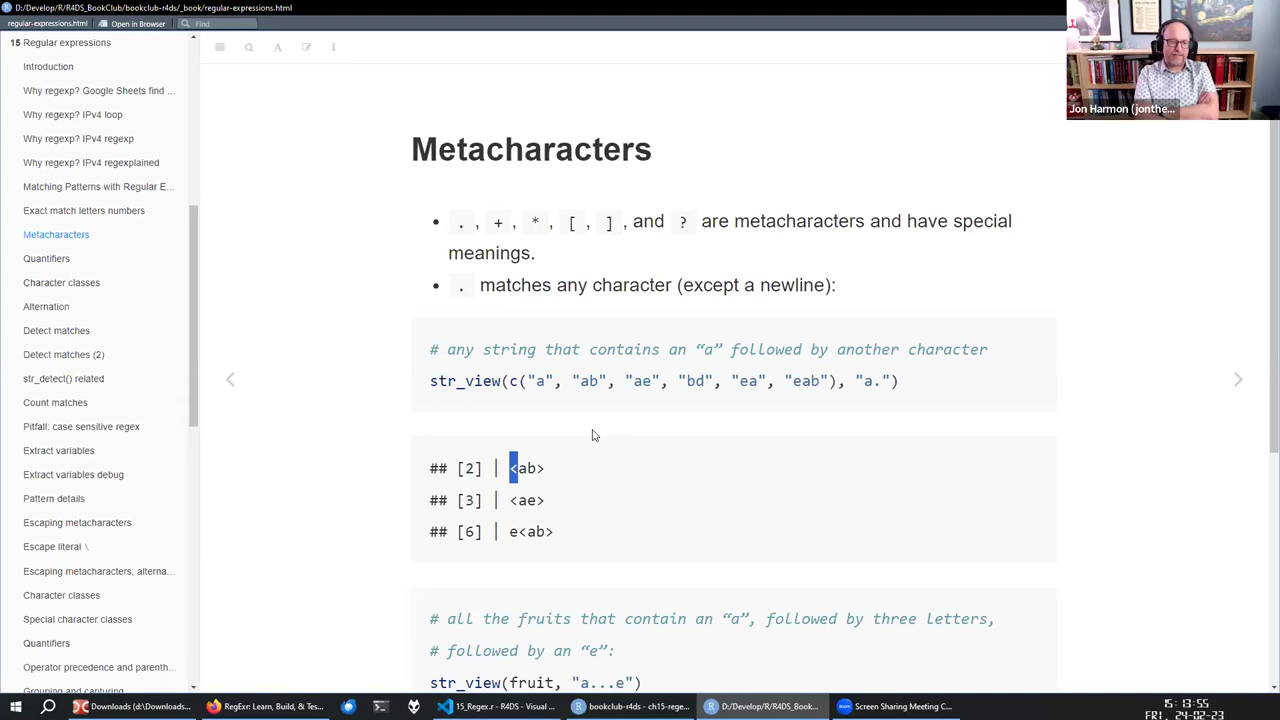 D:/Develop/R/R4DS_BookClub/bookclub-r4ds/_book/regular-expressions.html
regular-expressions.html
Open in Browser
Find
15 Regular expressions
Introduction
Why regexp? Google Sheets find ...
Why regexp? IPv4 loop
Why regexp? IPv4 regexp
Why regexp? IPv4 regexplained
Matching Patterns with Regular E...
Exact match letters numbers
Metacharacters
Quantifiers
Character classes
Alternation
Detect matches
Detect matches (2)
str_detect() related
Count matches
Pitfall: case sensitive regex
Extract variables
Extract variables debug
Pattern details
Escaping metacharacters
Escape literal \
Escaping metacharacters, alterna...
Character classes
Special character classes
Quantifiers
Operator precedence and parenth...
Grouping and capturing
Metacharacters
• . , + , * , [ , ] , and ? are metacharacters and have special
meanings.
• . matches any character (except a newline):
# any string that contains an “a” followed by another character
str_view(c("a", "ab", "ae", "bd", "ea", "eab"), "a.")
## [2] │ <ab>
## [3] │ <ae>
## [6] │ e<ab>
# all the fruits that contain an “a”, followed by three letters,
# followed by an “e”:
str_view(fruit, "a...e")
Jon Harmon (jonthe...
Downloads (d:\Downloads...
RegExr: Learn, Build, & Tes...
15_Regex.r - R4DS - Visual ...
bookclub-r4ds - ch15-rege...
D:/Develop/R/R4DS_Book...
Screen Sharing Meeting C...
15:13:55
FRI, 24-02-23